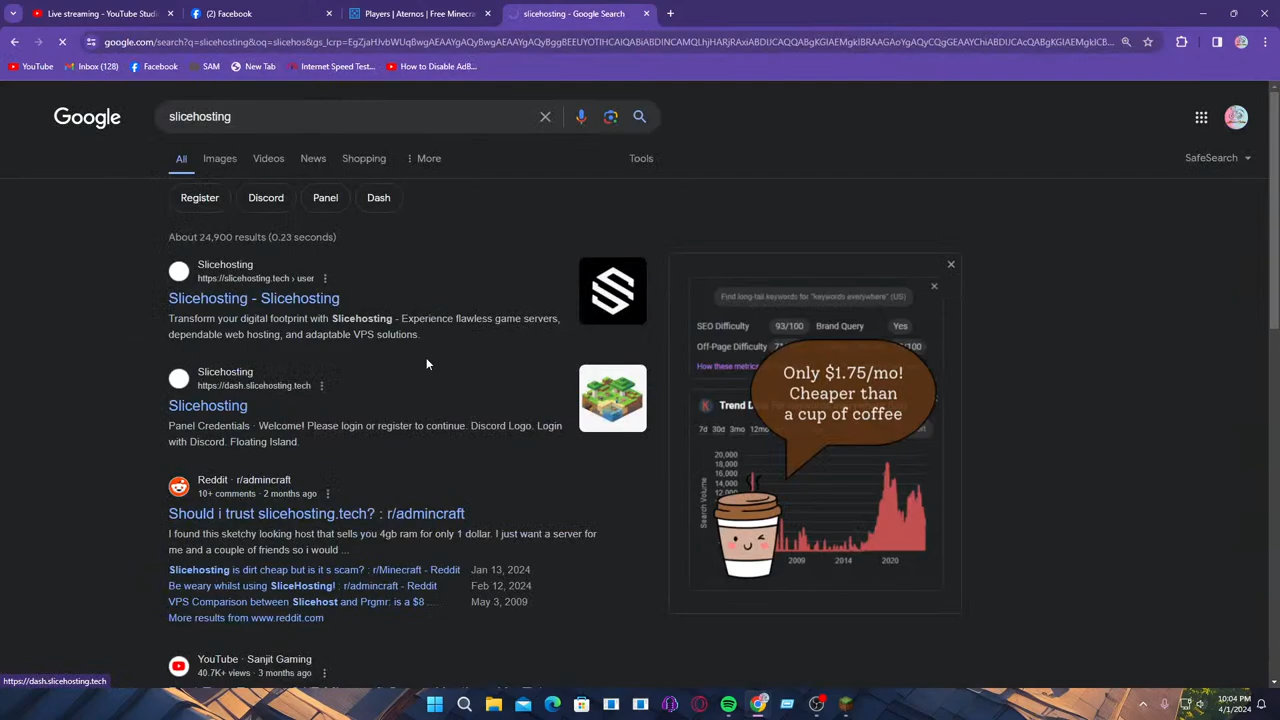 Live streaming - YouTube Studi
(2) Facebook
Players | Aternos | Free Minecra
slicehosting - Google Search
google.com/search?q=slicehosting&oq=slicehos&gs_lcrp=
YouTube
Inbox (128)
Facebook
SAM
New Tab
Internet Speed Test...
How to Disable Ad8...
Google
slicehosting
All
Images
Videos
News
Shopping
More
Tools
SafeSearch
Register
Discord
Panel
Dash
About 24,900 results (0.23 seconds)
Slicehosting
https://slicehosting.tech › user
Slicehosting - Slicehosting
Transform your digital footprint with Slicehosting - Experience flawless game servers,
dependable web hosting, and adaptable VPS solutions.
Slicehosting
https://dash.slicehosting.tech
Slicehosting
Panel Credentials · Welcome! Please login or register to continue. Discord Logo. Login
with Discord. Floating Island.
Reddit · r/admincraft
10+ comments · 2 months ago
Should i trust slicehosting.tech? : r/admincraft
I found this sketchy looking host that sells you 4gb ram for only 1 dollar. I just want a server for
me and a couple of friends so i would ...
Slicehosting is dirt cheap but is it s scam? : r/Minecraft - Reddit
Jan 13, 2024
Be weary whilst using SliceHosting! : r/admincraft - Reddit
Feb 12, 2024
VPS Comparison between Slicehost and Prgmr: is a $8 ...
May 3, 2009
More results from www.reddit.com
YouTube · Sanjit Gaming
40.7K+ views · 3 months ago
Find long-tail keywords for "keywords everywhere" (US)
SEO Difficulty
93/100
Brand Query
Yes
Off-Page Difficulty
/100
How these metrics
Only $1.75/mo!
Cheaper than
a cup of coffee
Trend D
7d 30d 3mo 12mo
Search Volume
20,000
18,000
16,000
14,000
12,000
2009
2014
2020
https://dash.slicehosting.tech
10:04 PM
4/1/2024